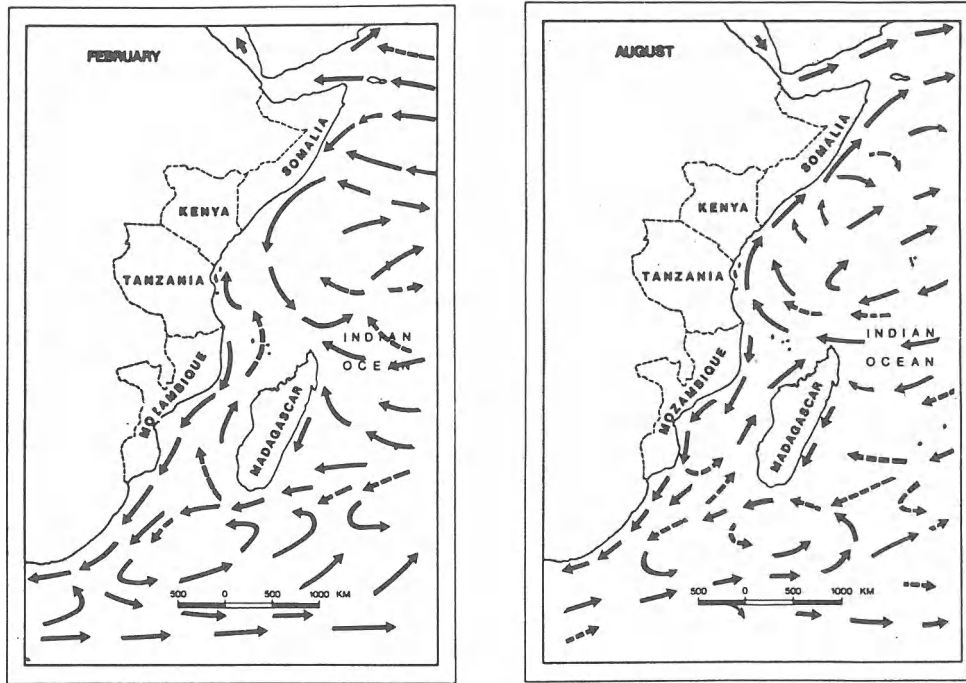 FEBRUARY
SOMALIA
KENYA
TANZANIA
INDIAN
OCEAN
MOZAMBIQUE
MADAGASCAR
500 0 500 1000 KM
AUGUST
SOMALIA
KENYA
TANZANIA
INDIAN
OCEAN
MOZAMBIQUE
MADAGASCAR
500 0 500 1000 KM